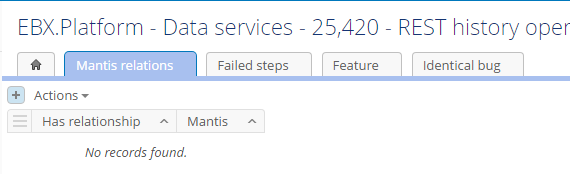 EBX.Platform - Data services - 25,420 - REST history oper
Mantis relations Failed steps Feature Identical bug
Actions
Has relationship Mantis
No records found.